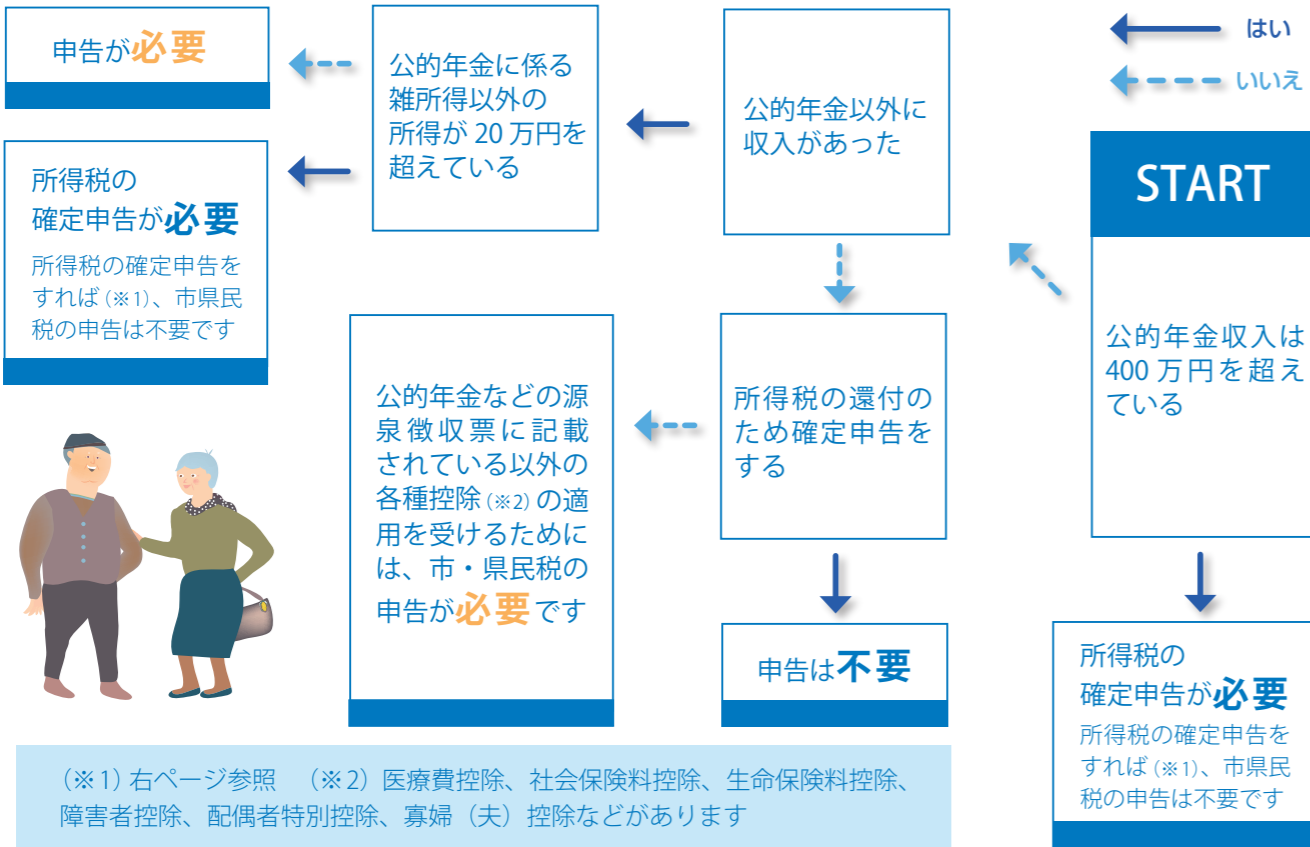 はい
いいえ
START
公的年金収入は
400 万円を超え
ている
所得税の
確定申告が必要
所得税の確定申告を
すれば(※1)、市県民
税の申告は不要です
公的年金以外に
収入があった
公的年金に係る
雑所得以外の
所得が 20 万円を
超えている
申告が必要
所得税の
確定申告が必要
所得税の確定申告を
すれば(※1)、市県民
税の申告は不要です
所得税の還付の
ため確定申告を
する
申告は不要
公的年金などの源
泉徴収票に記載
されている以外の
各種控除(※2)の適
用を受けるために
は、市・県民税の
申告が必要です
(※1) 右ページ参照 (※2) 医療費控除、社会保険料控除、生命保険料控除、
障害者控除、配偶者特別控除、寡婦(夫)控除などがあります